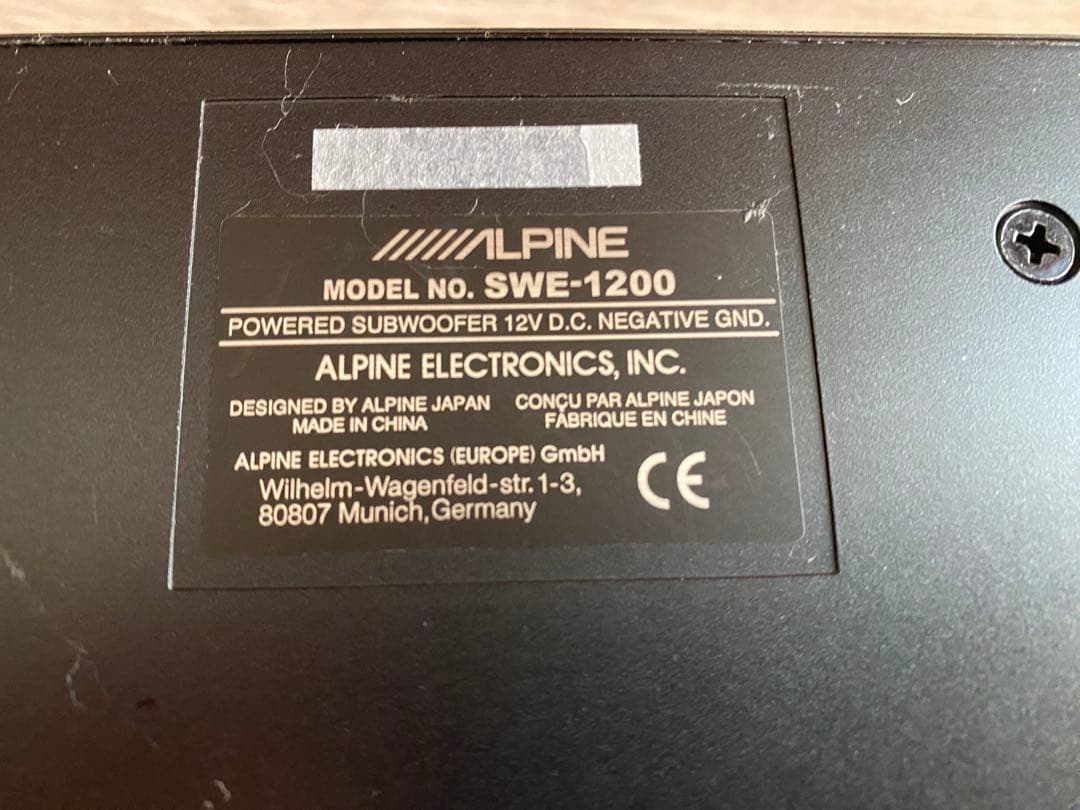 ALPINE
MODEL NO. SWE-1200
POWERED SUBWOOFER 12V D.C. NEGATIVE GND.
ALPINE ELECTRONICS, INC.
DESIGNED BY ALPINE JAPAN
MADE IN CHINA
CONÇU PAR ALPINE JAPON
FABRIQUE EN CHINE
ALPINE ELECTRONICS (EUROPE) GmbH
Wilhelm-Wagenfeld-str. 1-3,
80807 Munich, Germany
CE